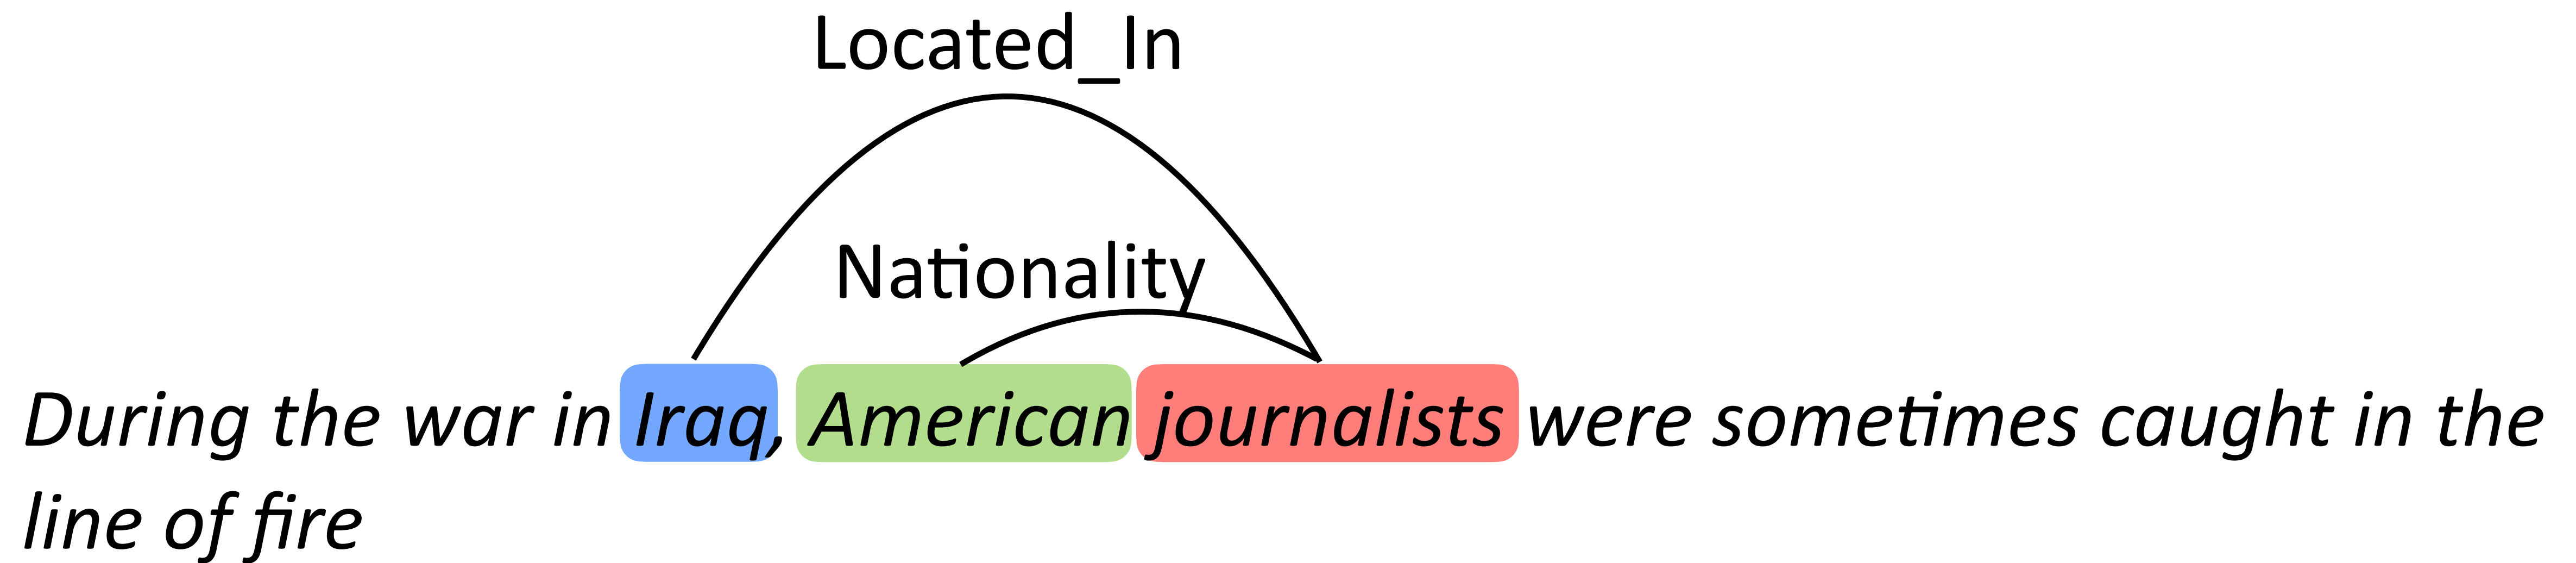 Located_In
Nationality
During the war in Iraq, American journalists were sometimes caught in the
line of fire